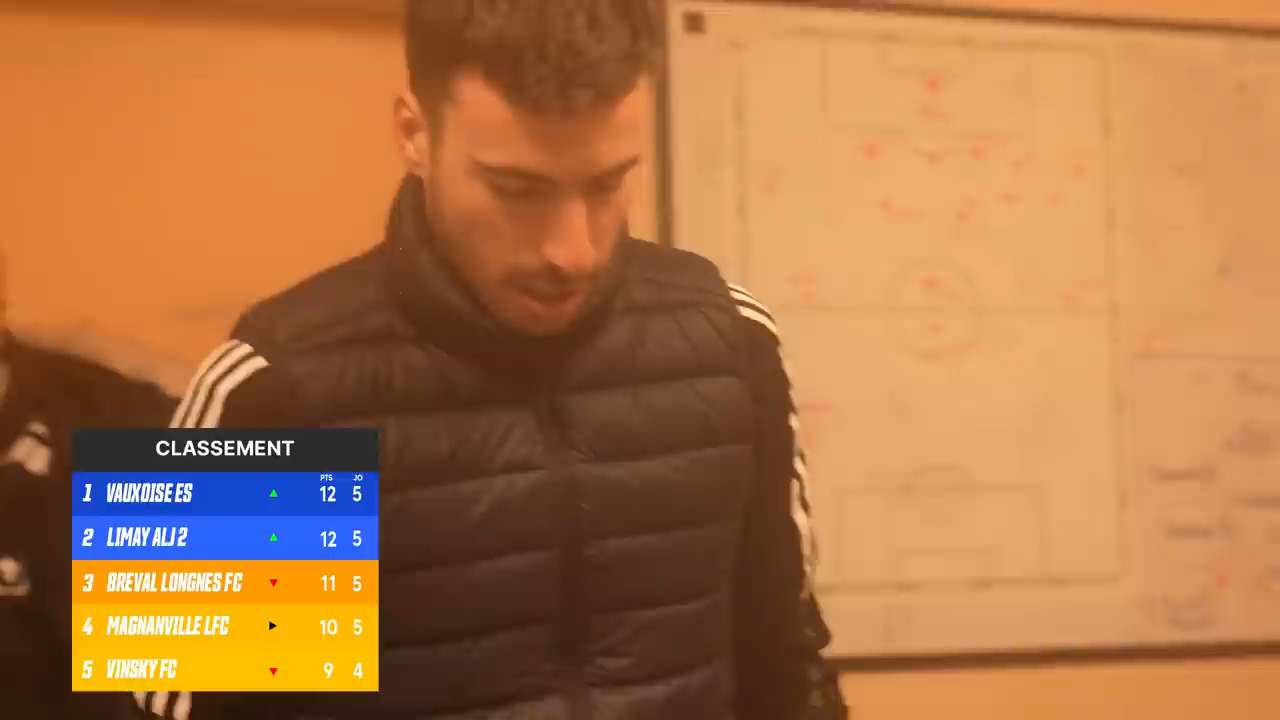 CLASSEMENT
PTS JO
1 VAUXOISE ES 12 5
2 LIMAY ALJ 2 12 5
3 BREVAL LONGNES FC 11 5
4 MAGNANVILLE LFC 10 5
5 VINSKY FC 9 4